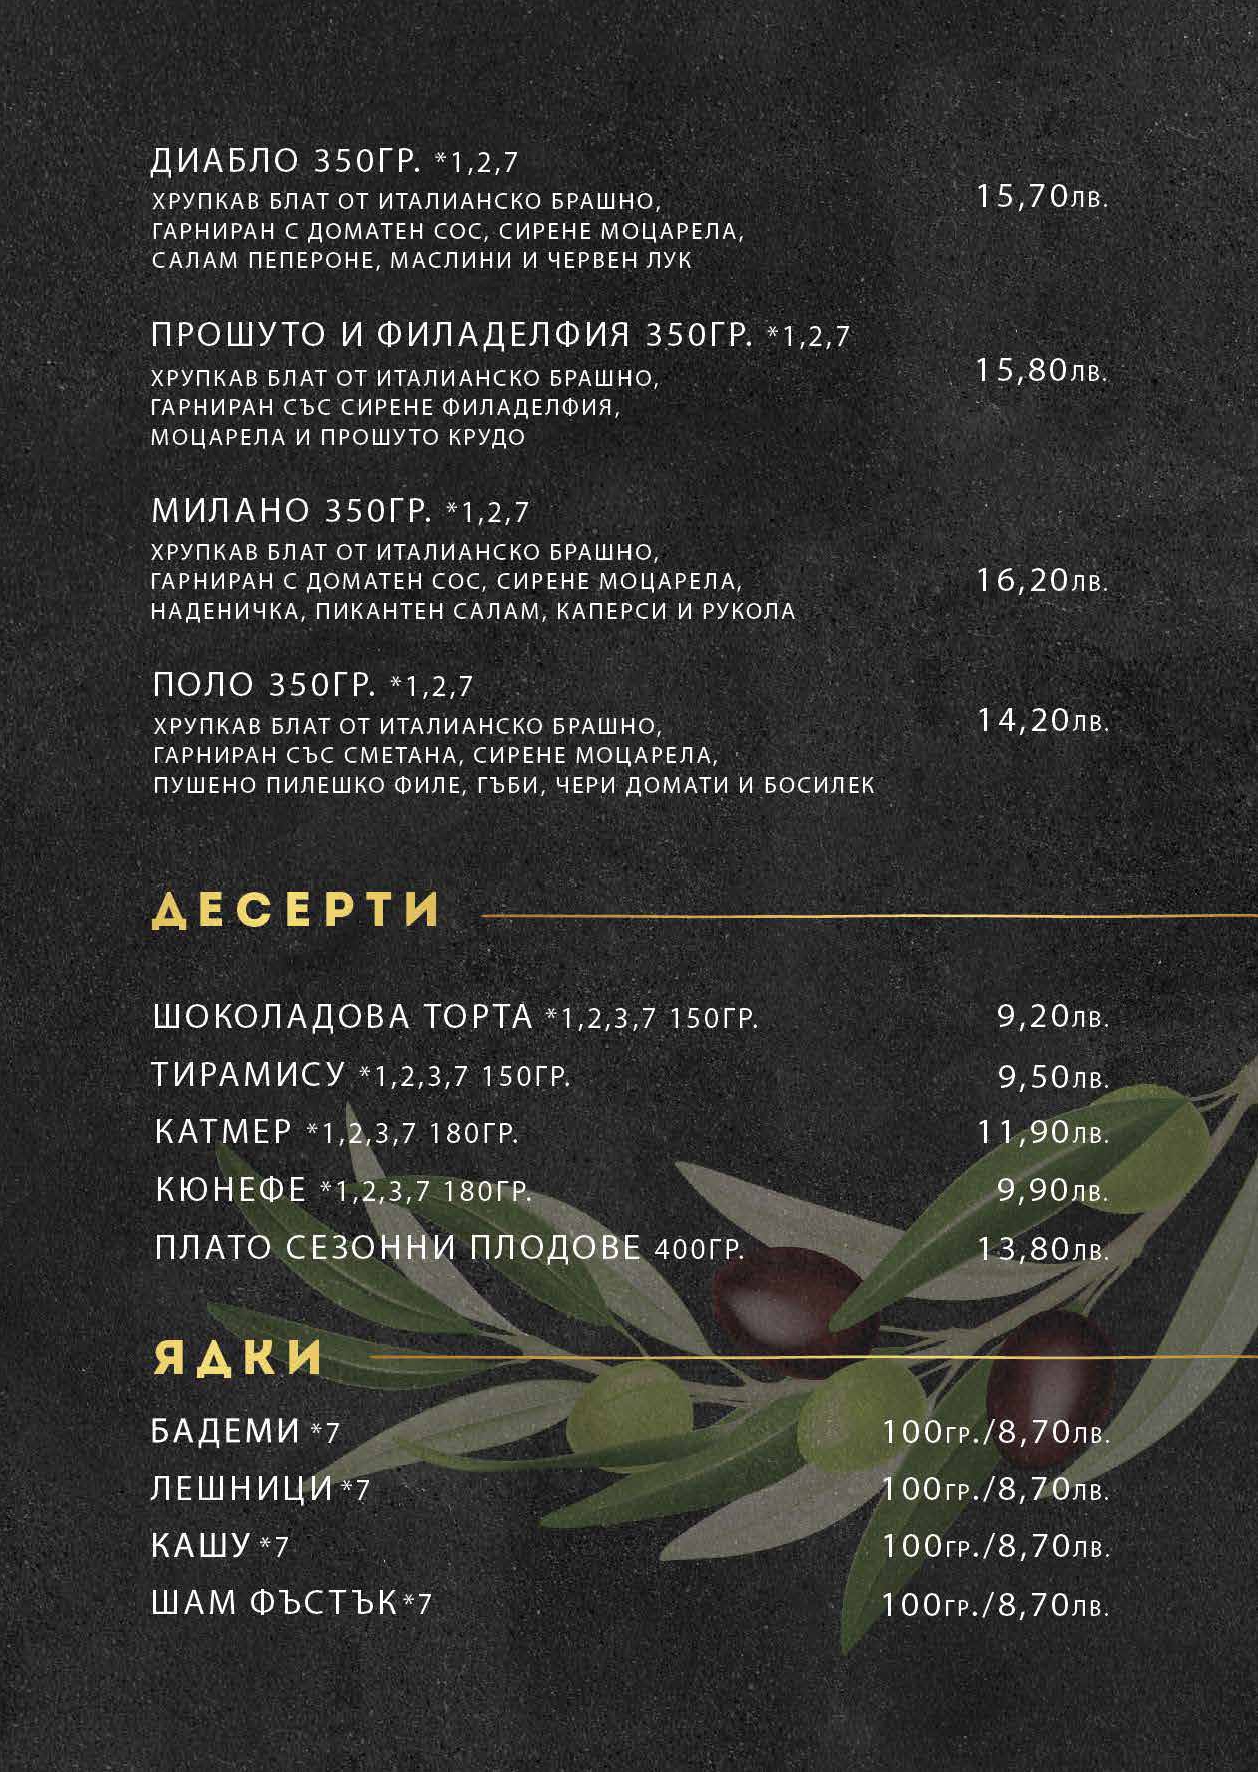 ДИАБЛО 350ГР. *1,2,7
ХРУПКАВ БЛАТ ОТ ИТАЛИАНСКО БРАШНО,
15,70лв.
ГАРНИРАН С ДОМАТЕН СОС, СИРЕНЕ МОЦАРЕЛА,
САЛАМ ПЕПЕРОНЕ, МАСЛИНИ И ЧЕРВЕН ЛУК
ПРОШУТО И ФИЛАДЕЛФИЯ 350ГР. *1,2,7
ХРУПКАВ БЛАТ ОТ ИТАЛИАНСКО БРАШНО,
15,80лв.
ГАРНИРАН СЪС СИРЕНЕ ФИЛАДЕЛФИЯ,
МОЦАРЕЛА И ПРОШУТО КРУДО
МИЛАНО 350ГР. *1,2,7
ХРУПКАВ БЛАТ ОТ ИТАЛИАНСКО БРАШНО,
ГАРНИРАН С ДОМАТЕН СОС, СИРЕНЕ МОЦАРЕЛА,
16,20лв.
НАДЕНИЧКА, ПИКАНТЕН САЛАМ, КАПЕРСИ И РУКОЛА
ПОЛО 350ГР. *1,2,7
ХРУПКАВ БЛАТ ОТ ИТАЛИАНСКО БРАШНО,
14,20лв.
ГАРНИРАН СЪС СМЕТАНА, СИРЕНЕ МОЦАРЕЛА,
ПУШЕНО ПИЛЕШКО ФИЛЕ, ГЪБИ, ЧЕРИ ДОМАТИ И БОСИЛЕК
ДЕСЕРТИ
ШОКОЛАДОВА ТОРТА *1,2,3,7 150ГР. 9,20лв.
ТИРАМИСУ *1,2,3,7 150ГР. 9,50лв.
КАТМЕР *1,2,3,7 180ГР. 11,90лв.
КЮНЕФЕ *1,2,3,7 180ГР. 9,90лв.
ПЛАТО СЕЗОННИ ПЛОДОВЕ 400ГР. 13,80лв.
ЯДКИ
БАДЕМИ *7 100гр./8,70лв.
ЛЕШНИЦИ *7 100гр./8,70лв.
КАШУ *7 100гр./8,70лв.
ШАМ ФЪСТЪК *7 100гр./8,70лв.